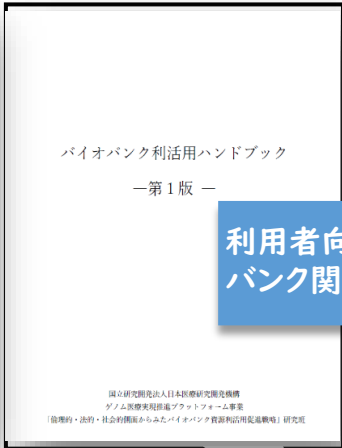 バイオバンク利活用ハンドブック
―第1版 ―
利用者向
バンク関
国立研究開発法人日本医療研究開発機構
ゲノム医療実現推進プラットフォーム事業
「倫理的・法的・社会的側面からみたバイオバンク資源利活用促進戦略」研究班